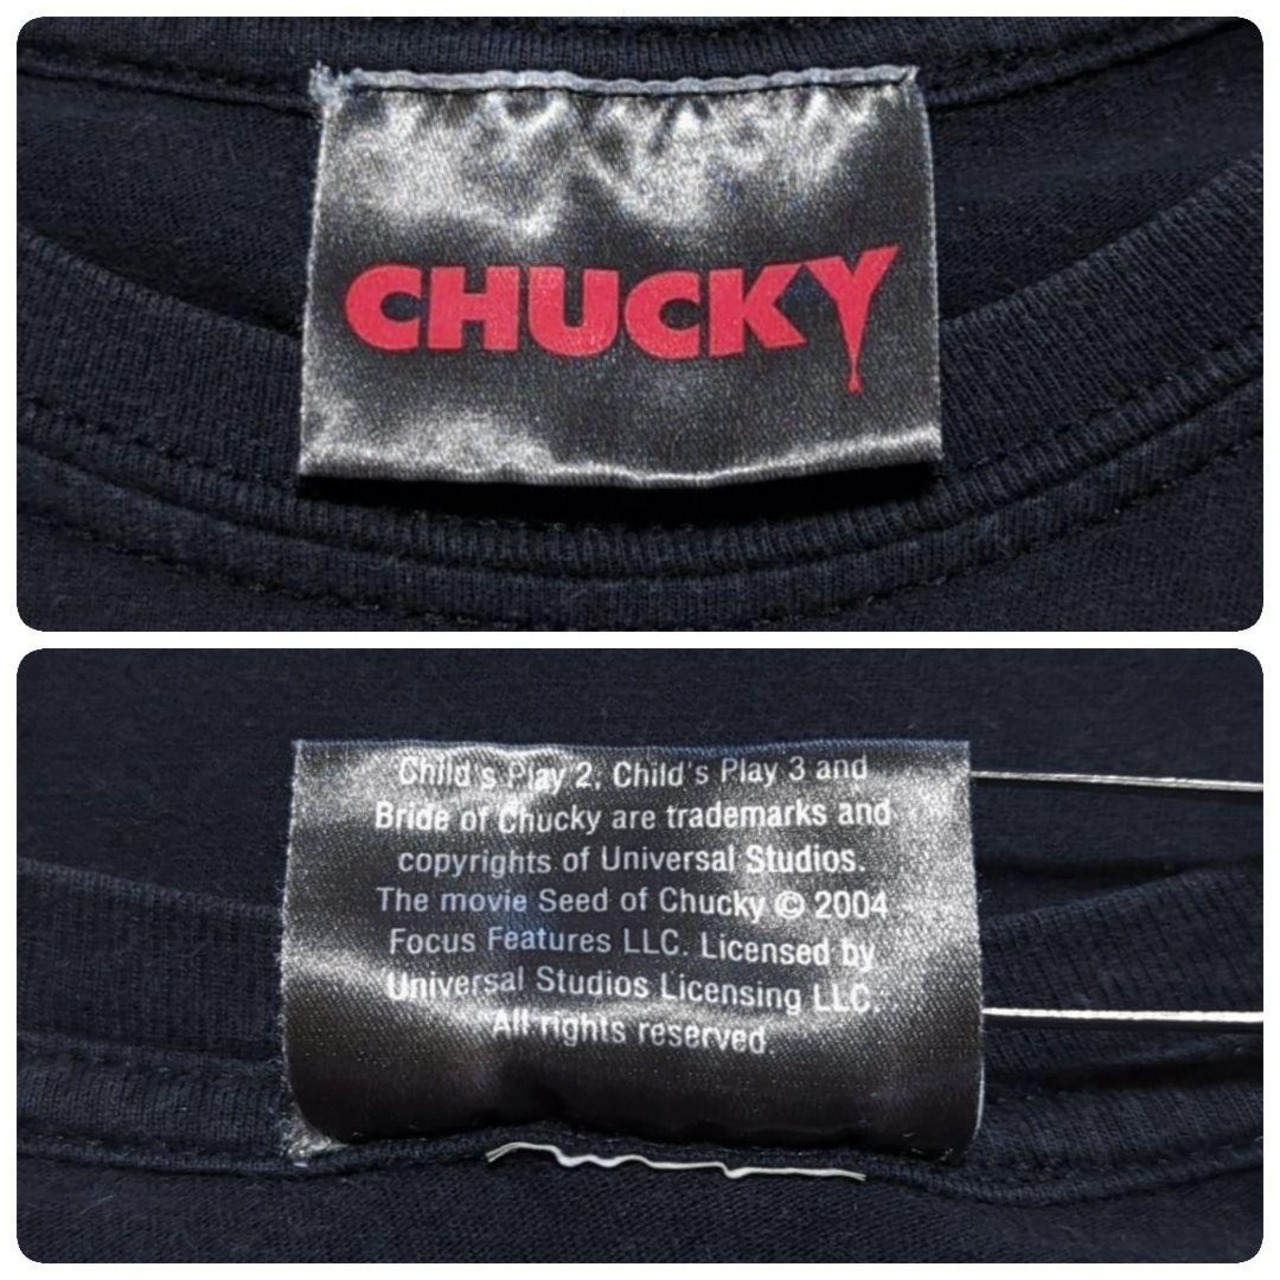 CHUCKY
Child's Play 2, Child's Play 3 and
Bride of Chucky are trademarks and
copyrights of Universal Studios.
The movie Seed of Chucky © 2004
Focus Features LLC. Licensed by
Universal Studios Licensing LLC.
All rights reserved.